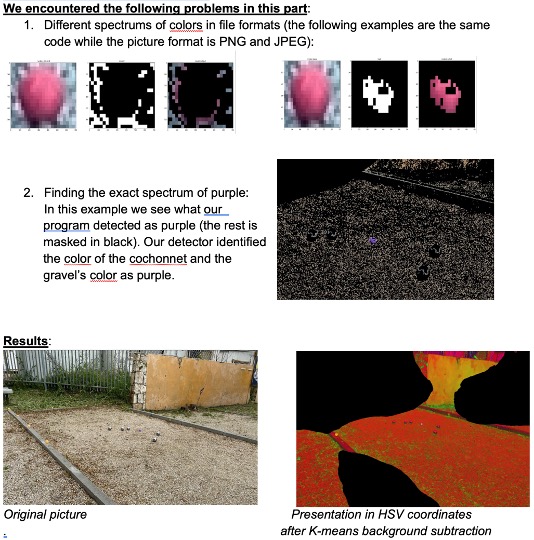 We encountered the following problems in this part:
1. Different spectrums of colors in file formats (the following examples are the same
code while the picture format is PNG and JPEG):
2. Finding the exact spectrum of purple:
In this example we see what our
program detected as purple (the rest is
masked in black). Our detector identified
the color of the cochonnet and the
gravel's color as purple.
Results:
Original picture
Presentation in HSV coordinates
after K-means background subtraction